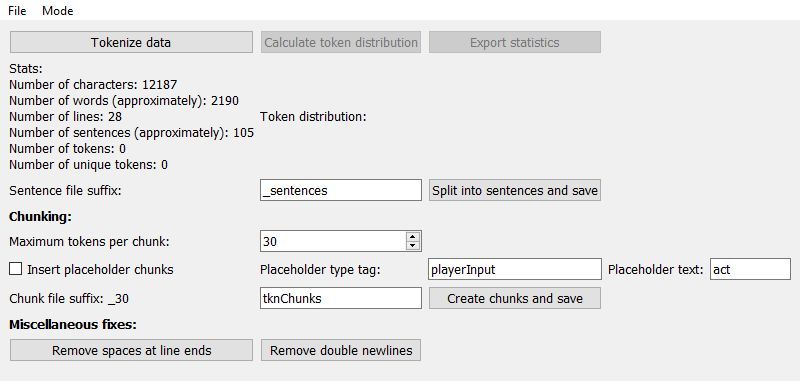 File Mode
Tokenize data Calculate token distribution Export statistics
Stats:
Number of characters: 12187
Number of words (approximately): 2190
Number of lines: 28 Token distribution:
Number of sentences (approximately): 105
Number of tokens: 0
Number of unique tokens: 0
Sentence file suffix: _sentences Split into sentences and save
Chunking:
Maximum tokens per chunk: 30
Insert placeholder chunks Placeholder type tag: playerInput Placeholder text: act
Chunk file suffix: _30 tknChunks Create chunks and save
Miscellaneous fixes:
Remove spaces at line ends Remove double newlines